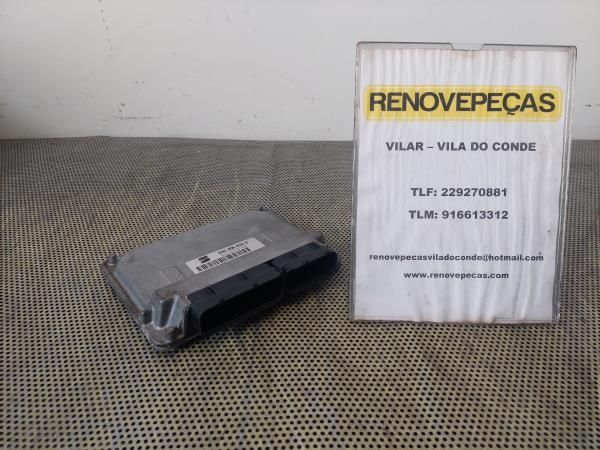 RENOVEPEÇAS
VILAR – VILA DO CONDE
TLF: 229270881
TLM: 916613312
renovepecasviladoconde@hotmail.com
www.renovepecas.com